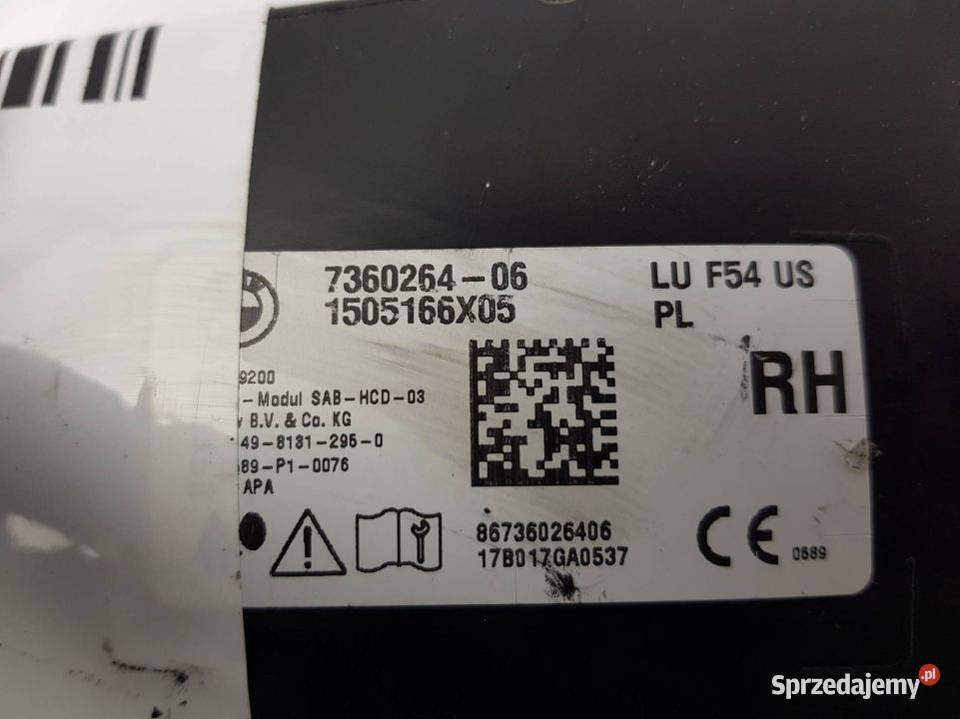 7360264-06
1505166X05
LU F54 US
PL
RH
9200
-Modul SAB-HCD-03
B.V. & Co. KG
49-8131-295-0
89-P1-0076
APA
86736026406
17B017GA0537
CE 0589
Sprzedajemy.pl